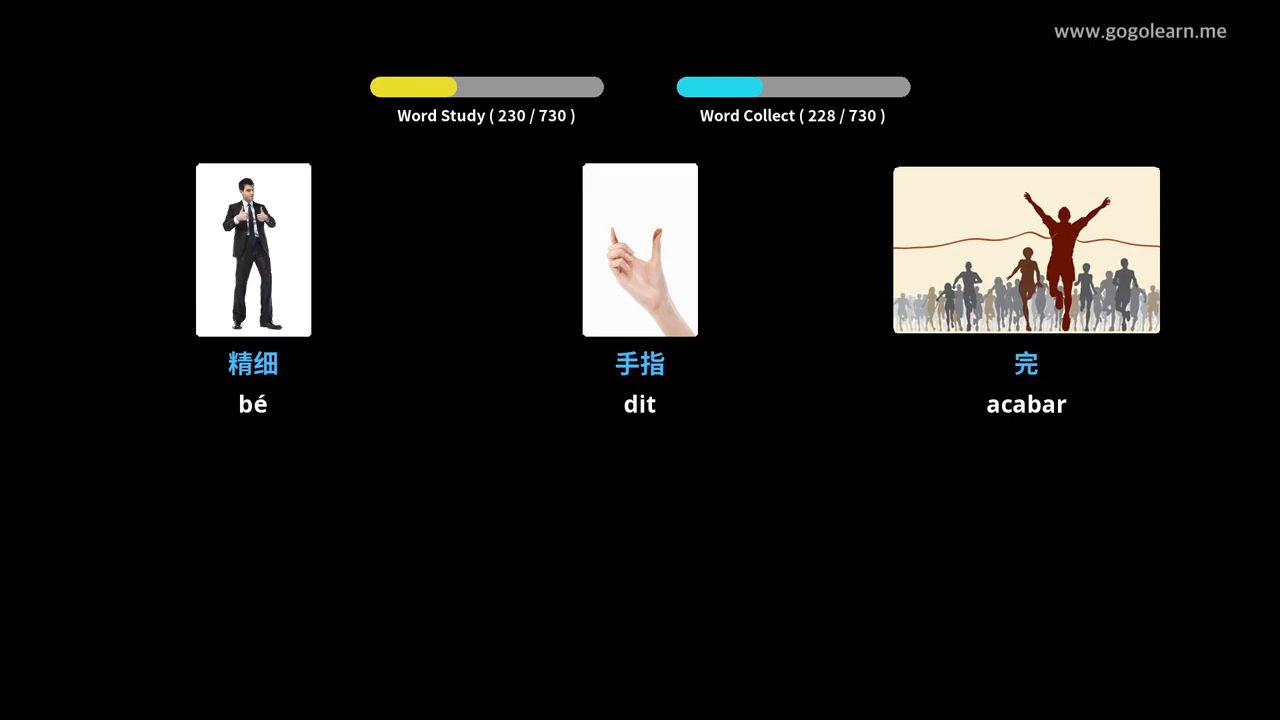 www.gogolearn.me
Word Study ( 230 / 730 )
Word Collect ( 228 / 730 )
精细
bé
手指
dit
完
acabar